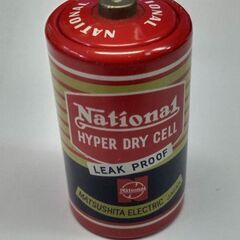 National
National
HYPER DRY CELL
LEAK PROOF
National
MATSUSHITA ELECTRIC